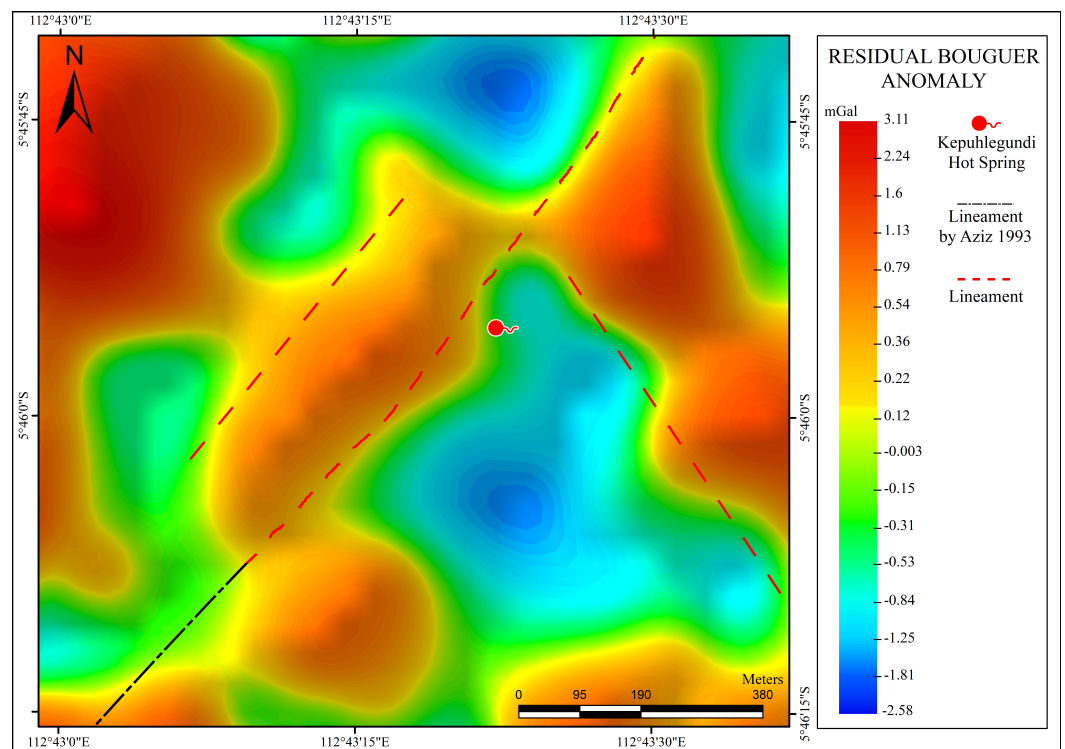 112°43'0"E
112°43'15"E
112°43'30"E
N
5°45'45"S
5°46'0"S
5°45'45"S
5°46'0"S
5°46'15"S
Meters
0 95 190 380
112°43'0"E
112°43'15"E
112°43'30"E
RESIDUAL BOUGUER
ANOMALY
mGal
3.11
2.24
1.6
1.13
0.79
0.54
0.36
0.22
0.12
-0.003
-0.15
-0.31
-0.53
-0.84
-1.25
-1.81
-2.58
Kepuhlegundi
Hot Spring
Lineament
by Aziz 1993
Lineament